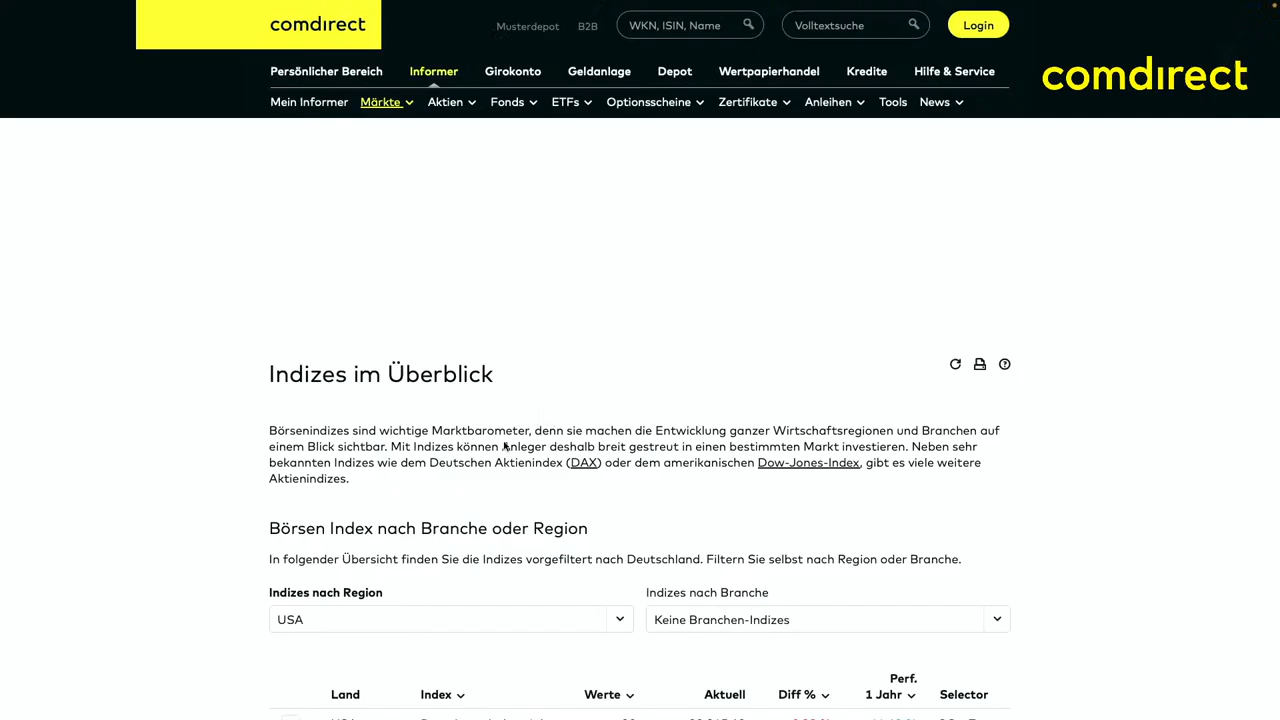 comdirect
Musterdepot B2B WKN, ISIN, Name Volltextsuche Login
comdirect
Persönlicher Bereich Informer Girokonto Geldanlage Depot Wertpapierhandel Kredite Hilfe & Service
Mein Informer Märkte Aktien Fonds ETFs Optionsscheine Zertifikate Anleihen Tools News
Indizes im Überblick
Börsenindizes sind wichtige Marktbarometer, denn sie machen die Entwicklung ganzer Wirtschaftsregionen und Branchen auf
einem Blick sichtbar. Mit Indizes können Anleger deshalb breit gestreut in einen bestimmten Markt investieren. Neben sehr
bekannten Indizes wie dem Deutschen Aktienindex (DAX) oder dem amerikanischen Dow-Jones-Index, gibt es viele weitere
Aktienindizes.
Börsen Index nach Branche oder Region
In folgender Übersicht finden Sie die Indizes vorgefiltert nach Deutschland. Filtern Sie selbst nach Region oder Branche.
Indizes nach Region Indizes nach Branche
USA Keine Branchen-Indizes
Perf.
Land Index Werte Aktuell Diff % 1 Jahr Selector